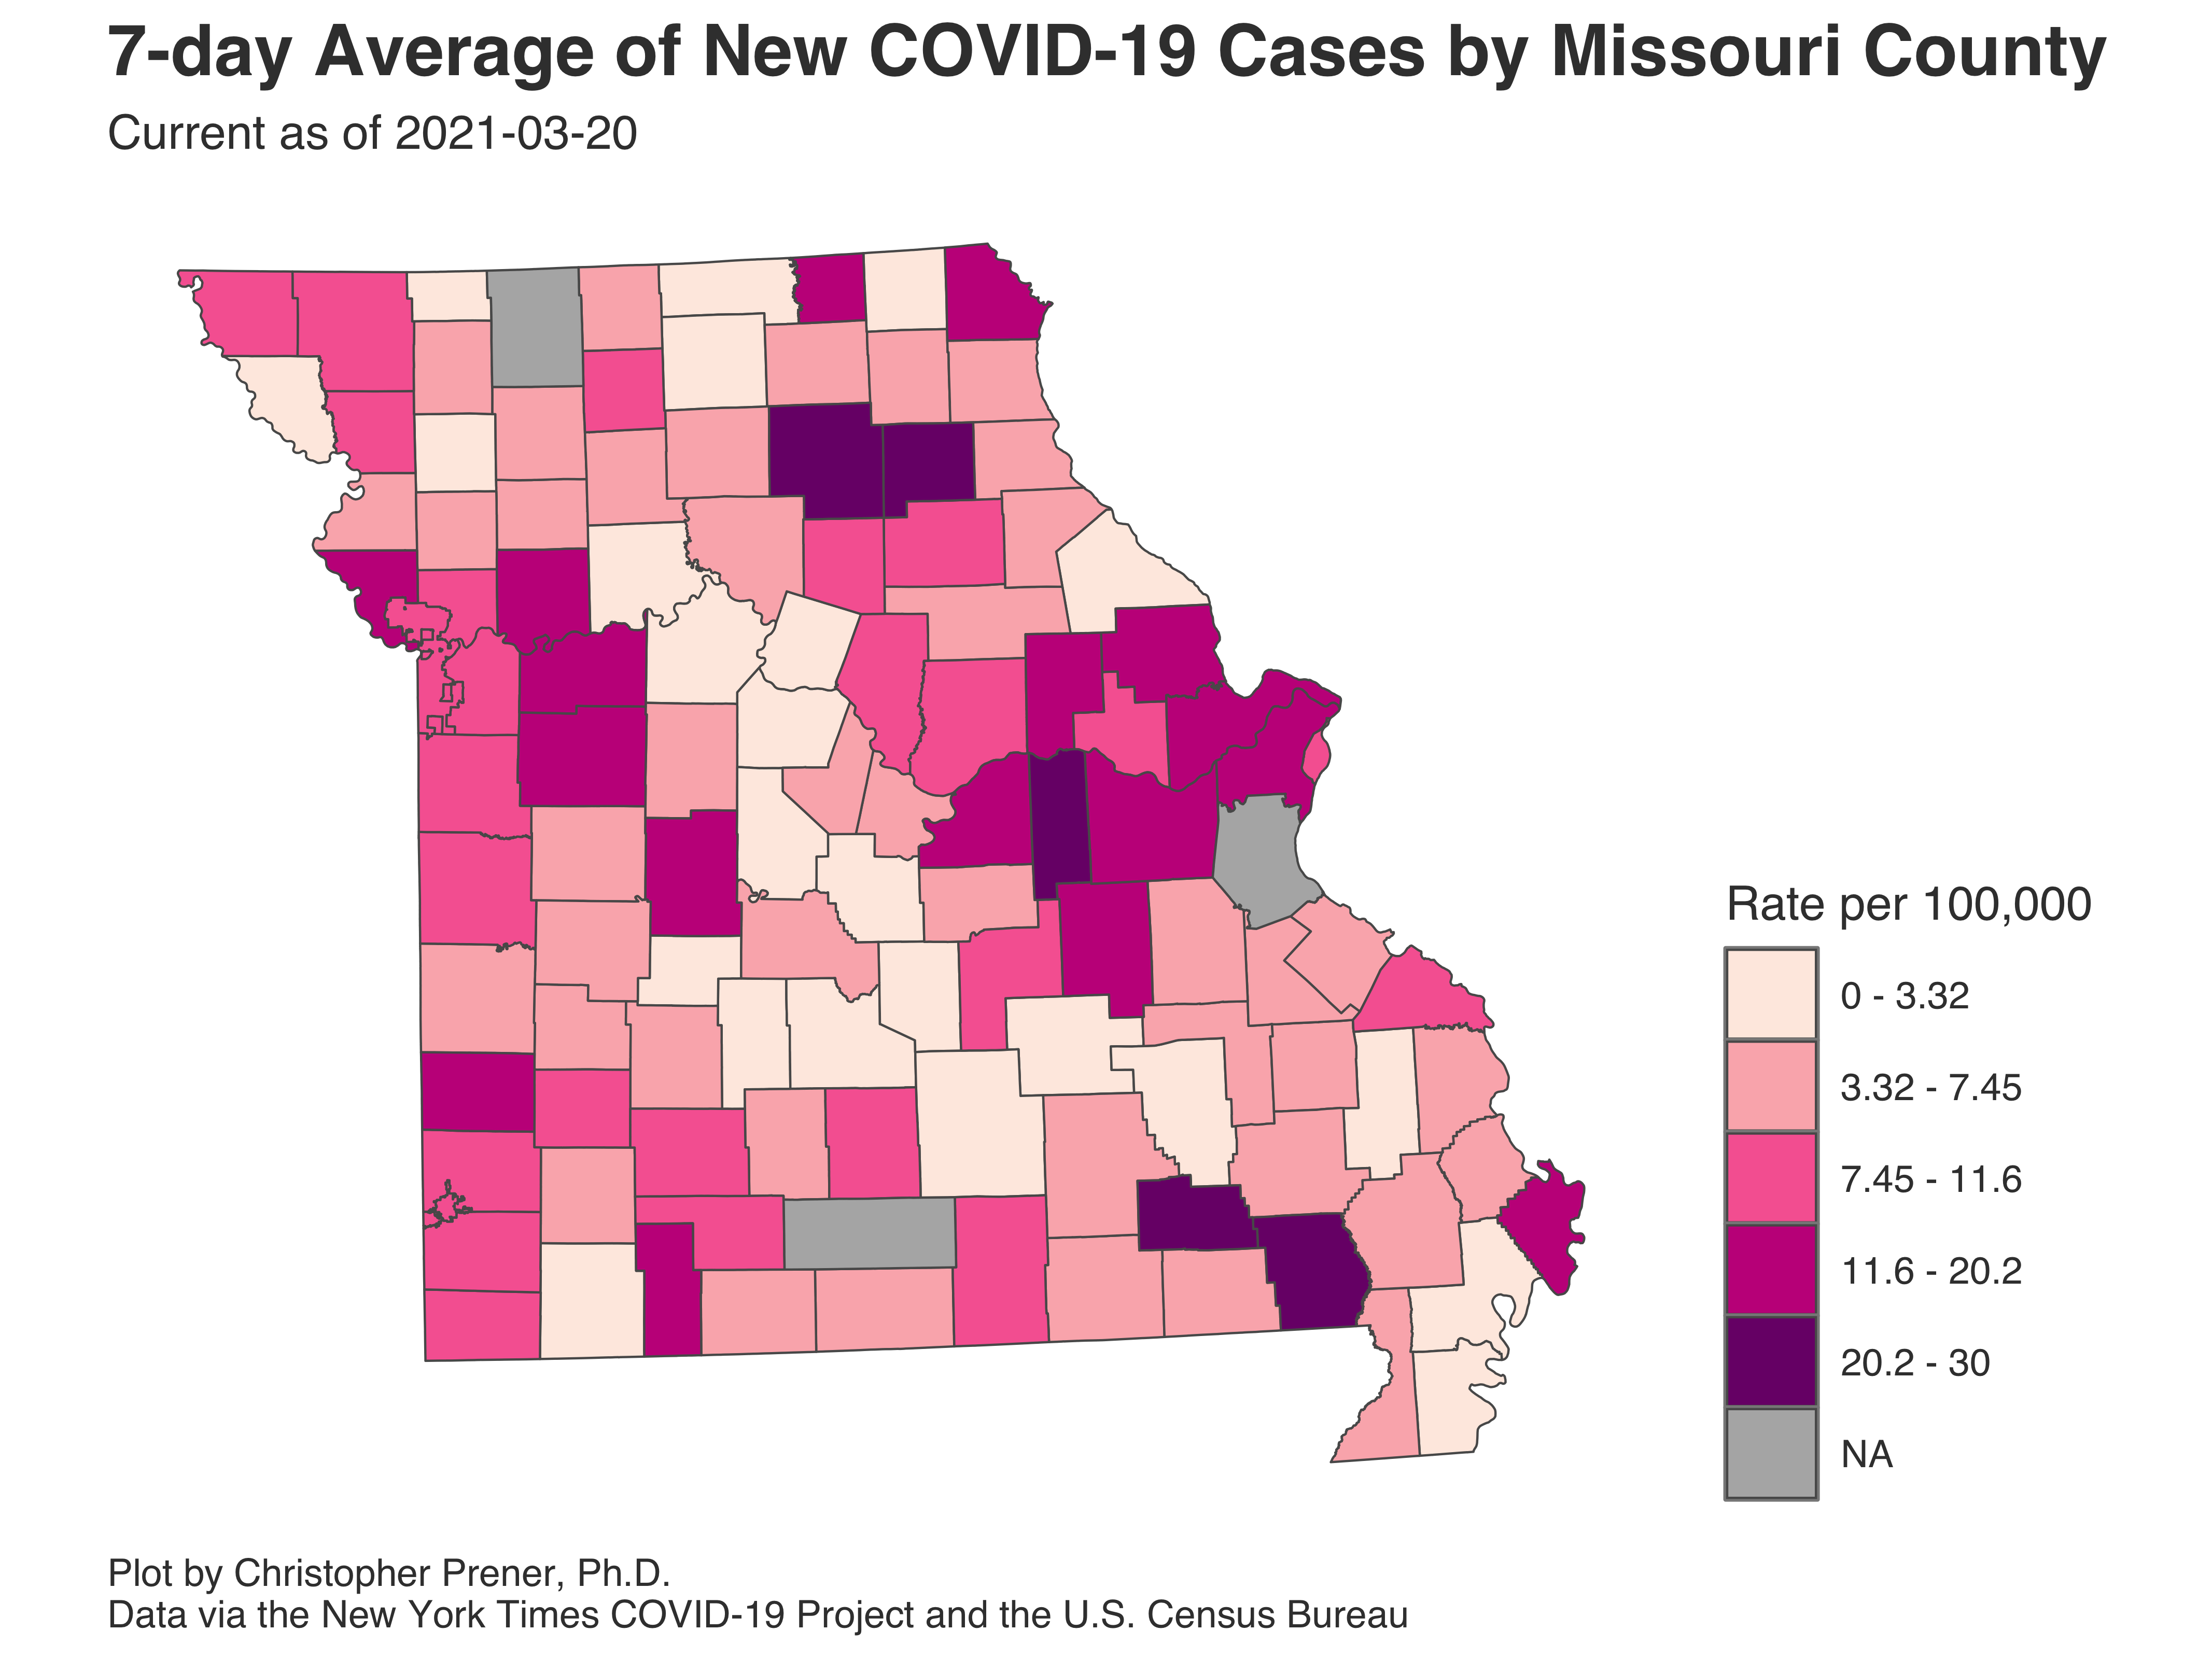 7-day Average of New COVID-19 Cases by Missouri County
Current as of 2021-03-20
Rate per 100,000
0 - 3.32
3.32 - 7.45
7.45 - 11.6
11.6 - 20.2
20.2 - 30
NA
Plot by Christopher Prener, Ph.D.
Data via the New York Times COVID-19 Project and the U.S. Census Bureau